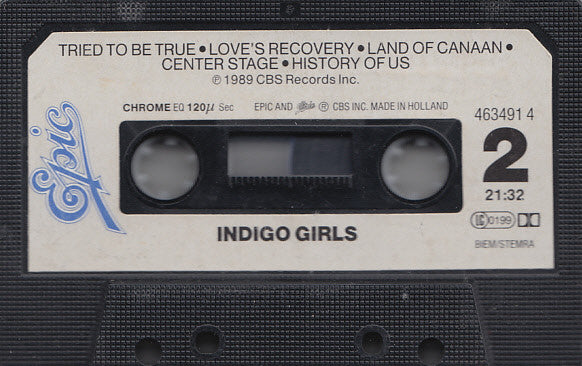 TRIED TO BE TRUE • LOVE'S RECOVERY • LAND OF CANAAN •
CENTER STAGE • HISTORY OF US
℗ 1989 CBS Records Inc.
CHROME EQ 120µ Sec
EPIC AND Epic ® CBS INC. MADE IN HOLLAND
463491 4
Epic
2
21:32
LC 0199
INDIGO GIRLS
BIEM/STEMRA